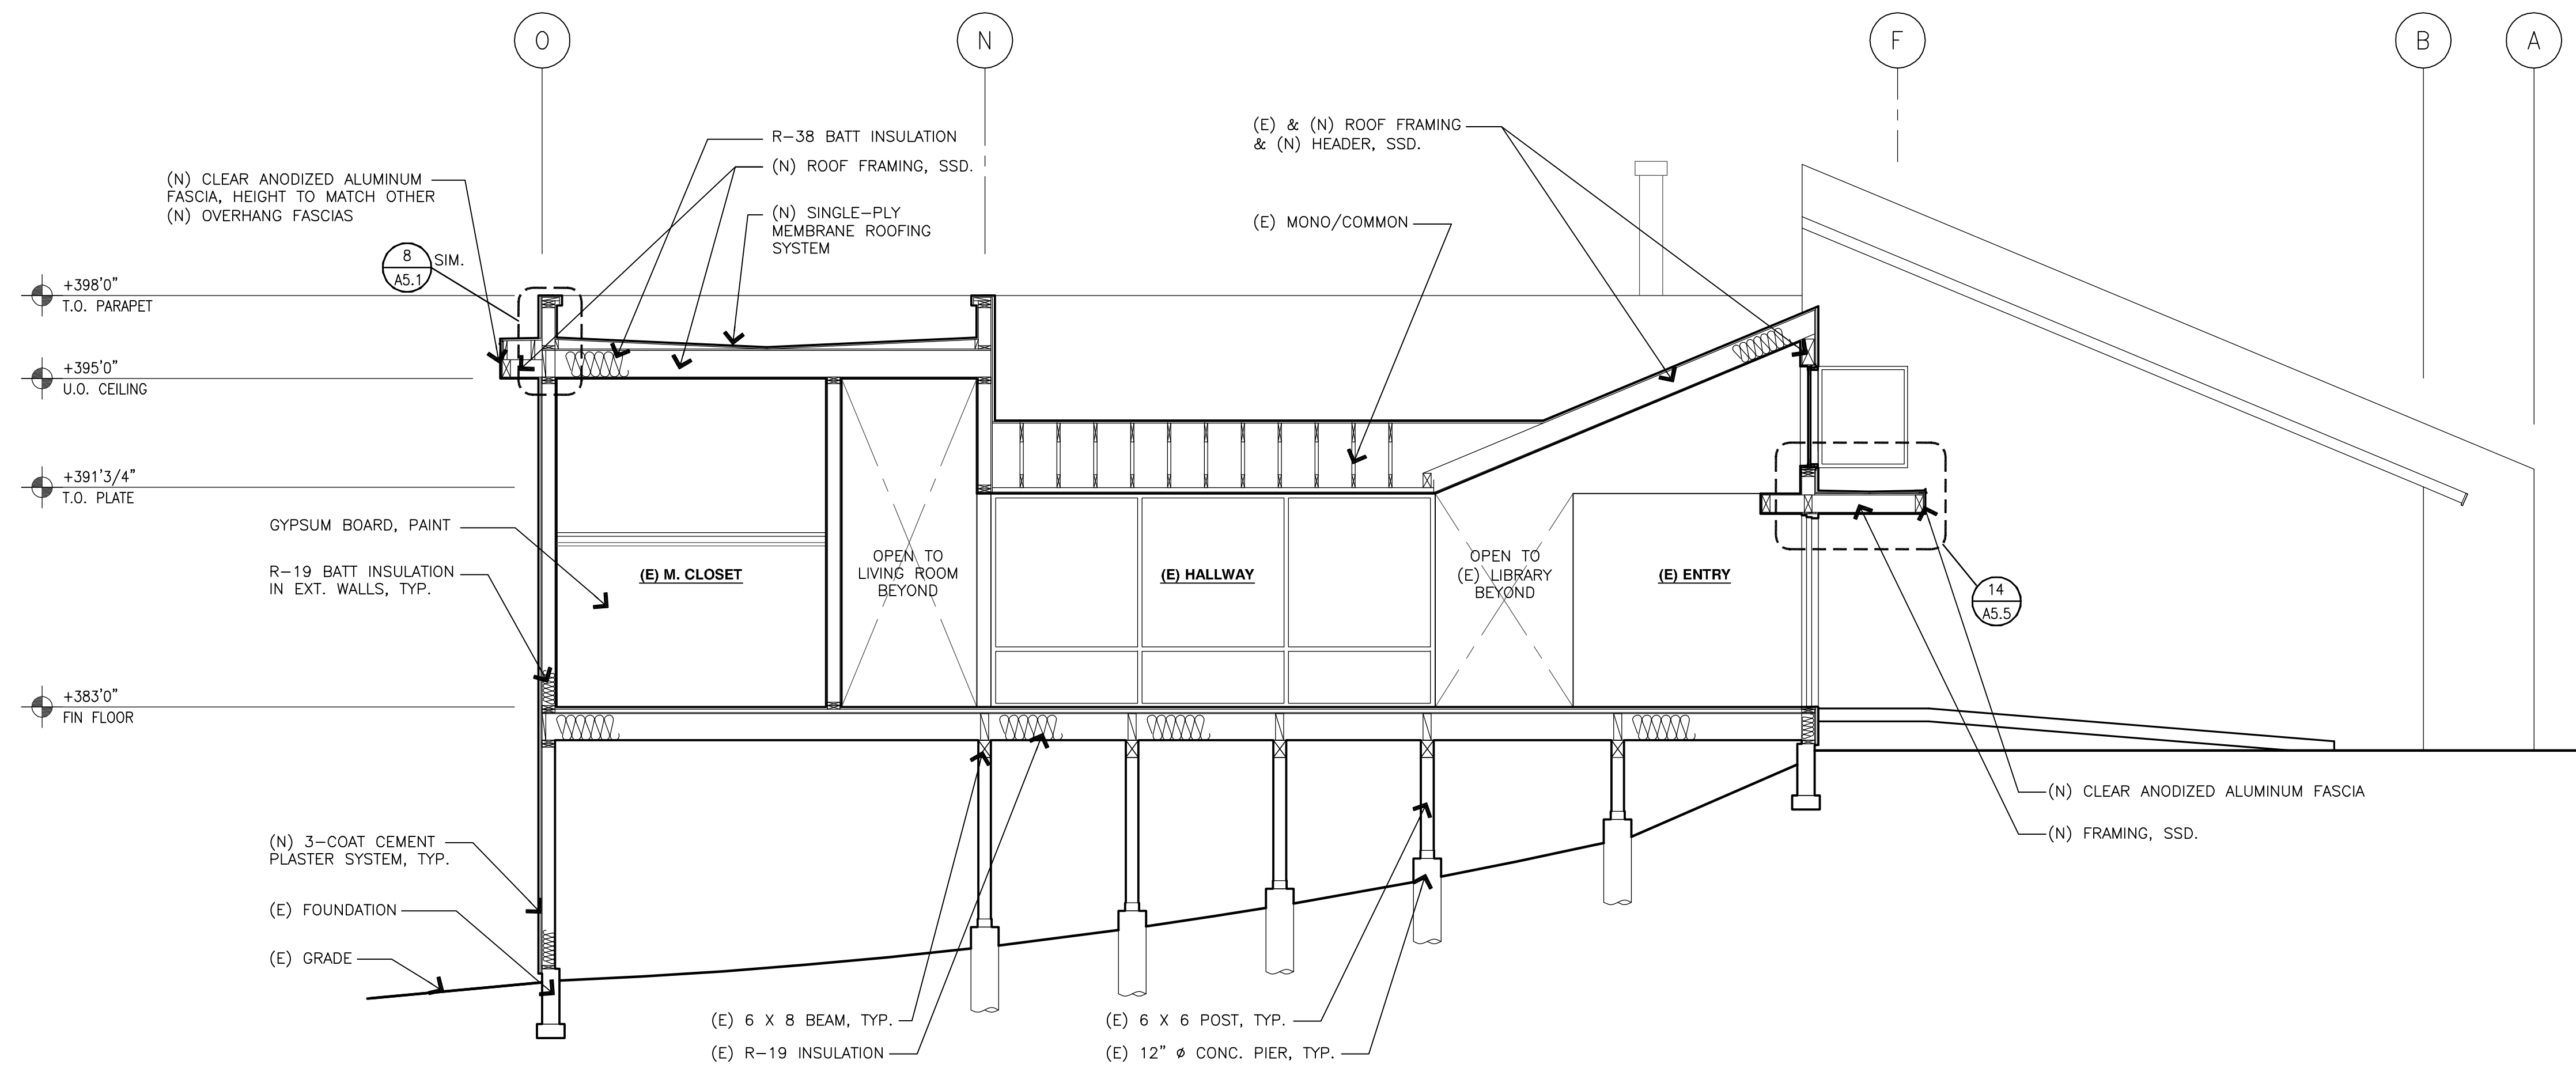 O
N
F
B
A
R-38 BATT INSULATION
(N) ROOF FRAMING, SSD.
(N) SINGLE-PLY
MEMBRANE ROOFING
SYSTEM
(E) & (N) ROOF FRAMING
& (N) HEADER, SSD.
(E) MONO/COMMON
(N) CLEAR ANODIZED ALUMINUM
FASCIA, HEIGHT TO MATCH OTHER
(N) OVERHANG FASCIAS
8
A5.1
SIM.
+398'0"
T.O. PARAPET
+395'0"
U.O. CEILING
+391'3/4"
T.O. PLATE
GYPSUM BOARD, PAINT
R-19 BATT INSULATION
IN EXT. WALLS, TYP.
+383'0"
FIN FLOOR
(E) M. CLOSET
OPEN TO
LIVING ROOM
BEYOND
(E) HALLWAY
OPEN TO
(E) LIBRARY
BEYOND
(E) ENTRY
14
A5.5
(N) CLEAR ANODIZED ALUMINUM FASCIA
(N) FRAMING, SSD.
(N) 3-COAT CEMENT
PLASTER SYSTEM, TYP.
(E) FOUNDATION
(E) GRADE
(E) 6 X 8 BEAM, TYP.
(E) R-19 INSULATION
(E) 6 X 6 POST, TYP.
(E) 12" ø CONC. PIER, TYP.